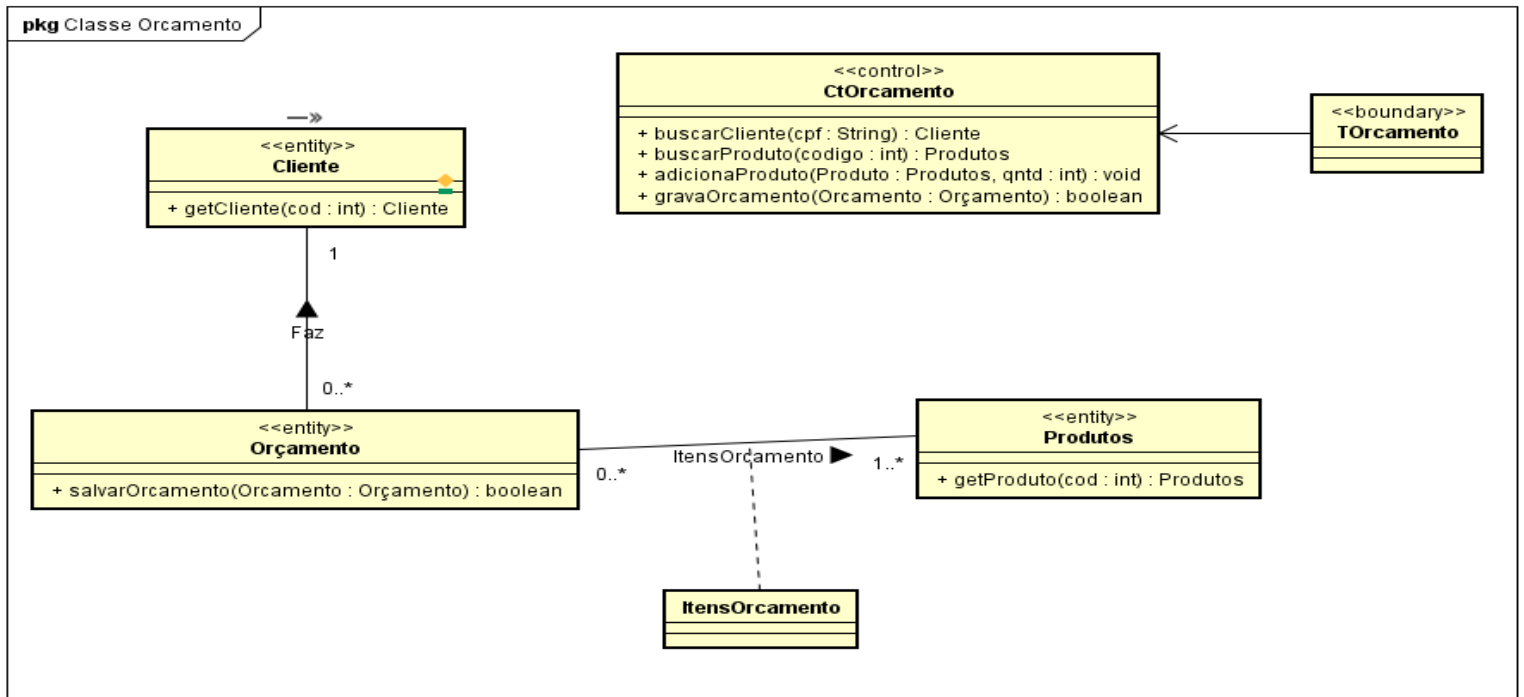 pkg Classe Orcamento
<<control>>
CtOrcamento
+ buscarCliente(cpf : String) : Cliente
+ buscarProduto(codigo : int) : Produtos
+ adicionaProduto(Produto : Produtos, qntd : int) : void
+ gravaOrcamento(Orcamento : Orçamento) : boolean
<<boundary>>
TOrcamento
<<entity>>
Cliente
+ getCliente(cod : int) : Cliente
1
Faz
0..*
<<entity>>
Orçamento
+ salvarOrcamento(Orcamento : Orçamento) : boolean
0..*
ItensOrcamento
1..*
<<entity>>
Produtos
+ getProduto(cod : int) : Produtos
ItensOrcamento